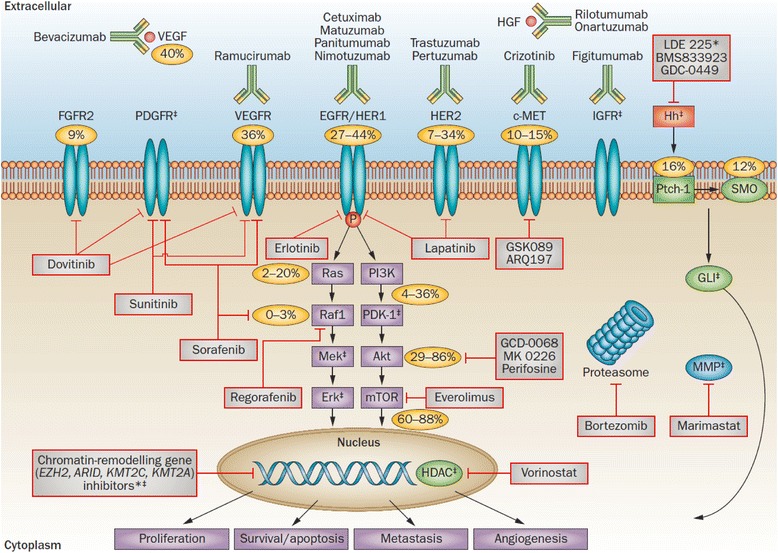 Extracellular
Bevacizumab
VEGF
40%
Ramucirumab
Cetuximab
Matuzumab
Panitumumab
Nimotuzumab
Trastuzumab
Pertuzumab
HGF
Rilotumumab
Onartuzumab
Crizotinib
Figitumumab
LDE 225*
BMS833923
GDC-0449
FGFR2
9%
PDGFR‡
VEGFR
36%
EGFR/HER1
27–44%
HER2
7–34%
c-MET
10–15%
IGFR‡
Hh‡
16%
Ptch-1
12%
SMO
P
Dovitinib
Erlotinib
Lapatinib
GSK089
ARQ197
2–20%
Ras
PI3K
GLI‡
Sunitinib
4–36%
0–3%
Raf1
PDK-1‡
Sorafenib
GCD-0068
MK 0226
Perifosine
Mek‡
Akt
29–86%
Proteasome
MMP‡
Regorafenib
Erk‡
mTOR
Everolimus
60–88%
Bortezomib
Marimastat
Nucleus
Chromatin-remodelling gene
(EZH2, ARID, KMT2C, KMT2A)
inhibitors*‡
HDAC‡
Vorinostat
Proliferation
Survival/apoptosis
Metastasis
Angiogenesis
Cytoplasm